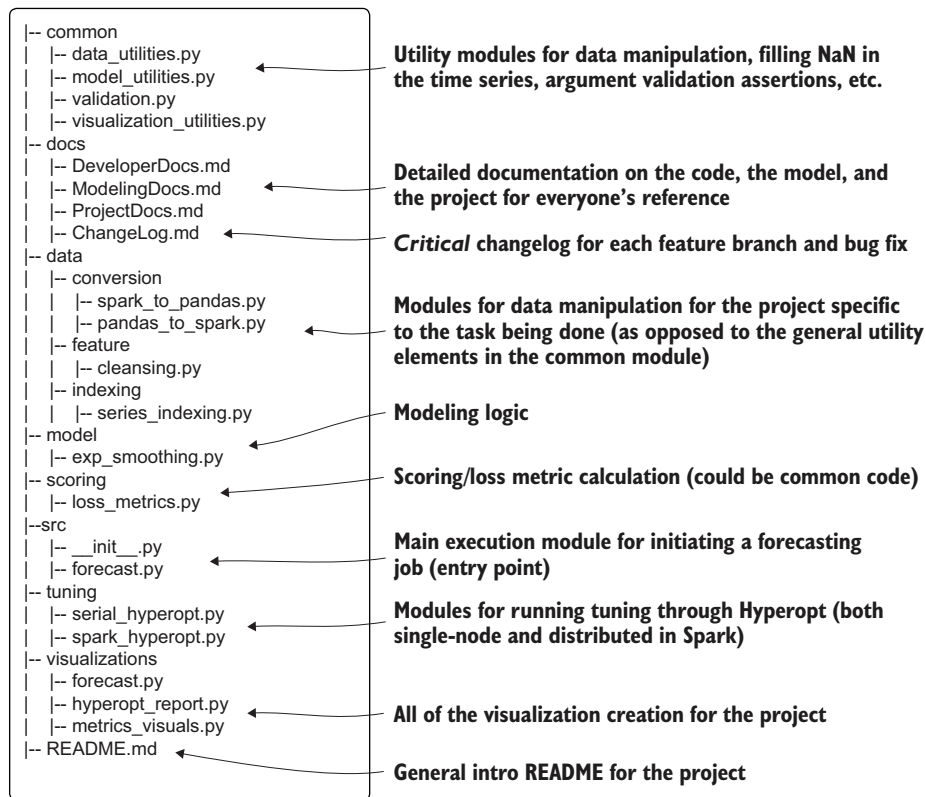 |-- common
|   |-- data_utilities.py
|   |-- model_utilities.py
|   |-- validation.py
|   |-- visualization_utilities.py
|-- docs
|   |-- DeveloperDocs.md
|   |-- ModelingDocs.md
|   |-- ProjectDocs.md
|   |-- ChangeLog.md
|-- data
|   |-- conversion
|   |   |-- spark_to_pandas.py
|   |   |-- pandas_to_spark.py
|   |-- feature
|   |   |-- cleansing.py
|   |-- indexing
|   |   |-- series_indexing.py
|-- model
|   |-- exp_smoothing.py
|-- scoring
|   |-- loss_metrics.py
|--src
|   |-- __init__.py
|   |-- forecast.py
|-- tuning
|   |-- serial_hyperopt.py
|   |-- spark_hyperopt.py
|-- visualizations
|   |-- forecast.py
|   |-- hyperopt_report.py
|   |-- metrics_visuals.py
|-- README.md
Utility modules for data manipulation, filling NaN in
the time series, argument validation assertions, etc.
Detailed documentation on the code, the model, and
the project for everyone's reference
Critical changelog for each feature branch and bug fix
Modules for data manipulation for the project specific
to the task being done (as opposed to the general utility
elements in the common module)
Modeling logic
Scoring/loss metric calculation (could be common code)
Main execution module for initiating a forecasting
job (entry point)
Modules for running tuning through Hyperopt (both
single-node and distributed in Spark)
All of the visualization creation for the project
General intro README for the project